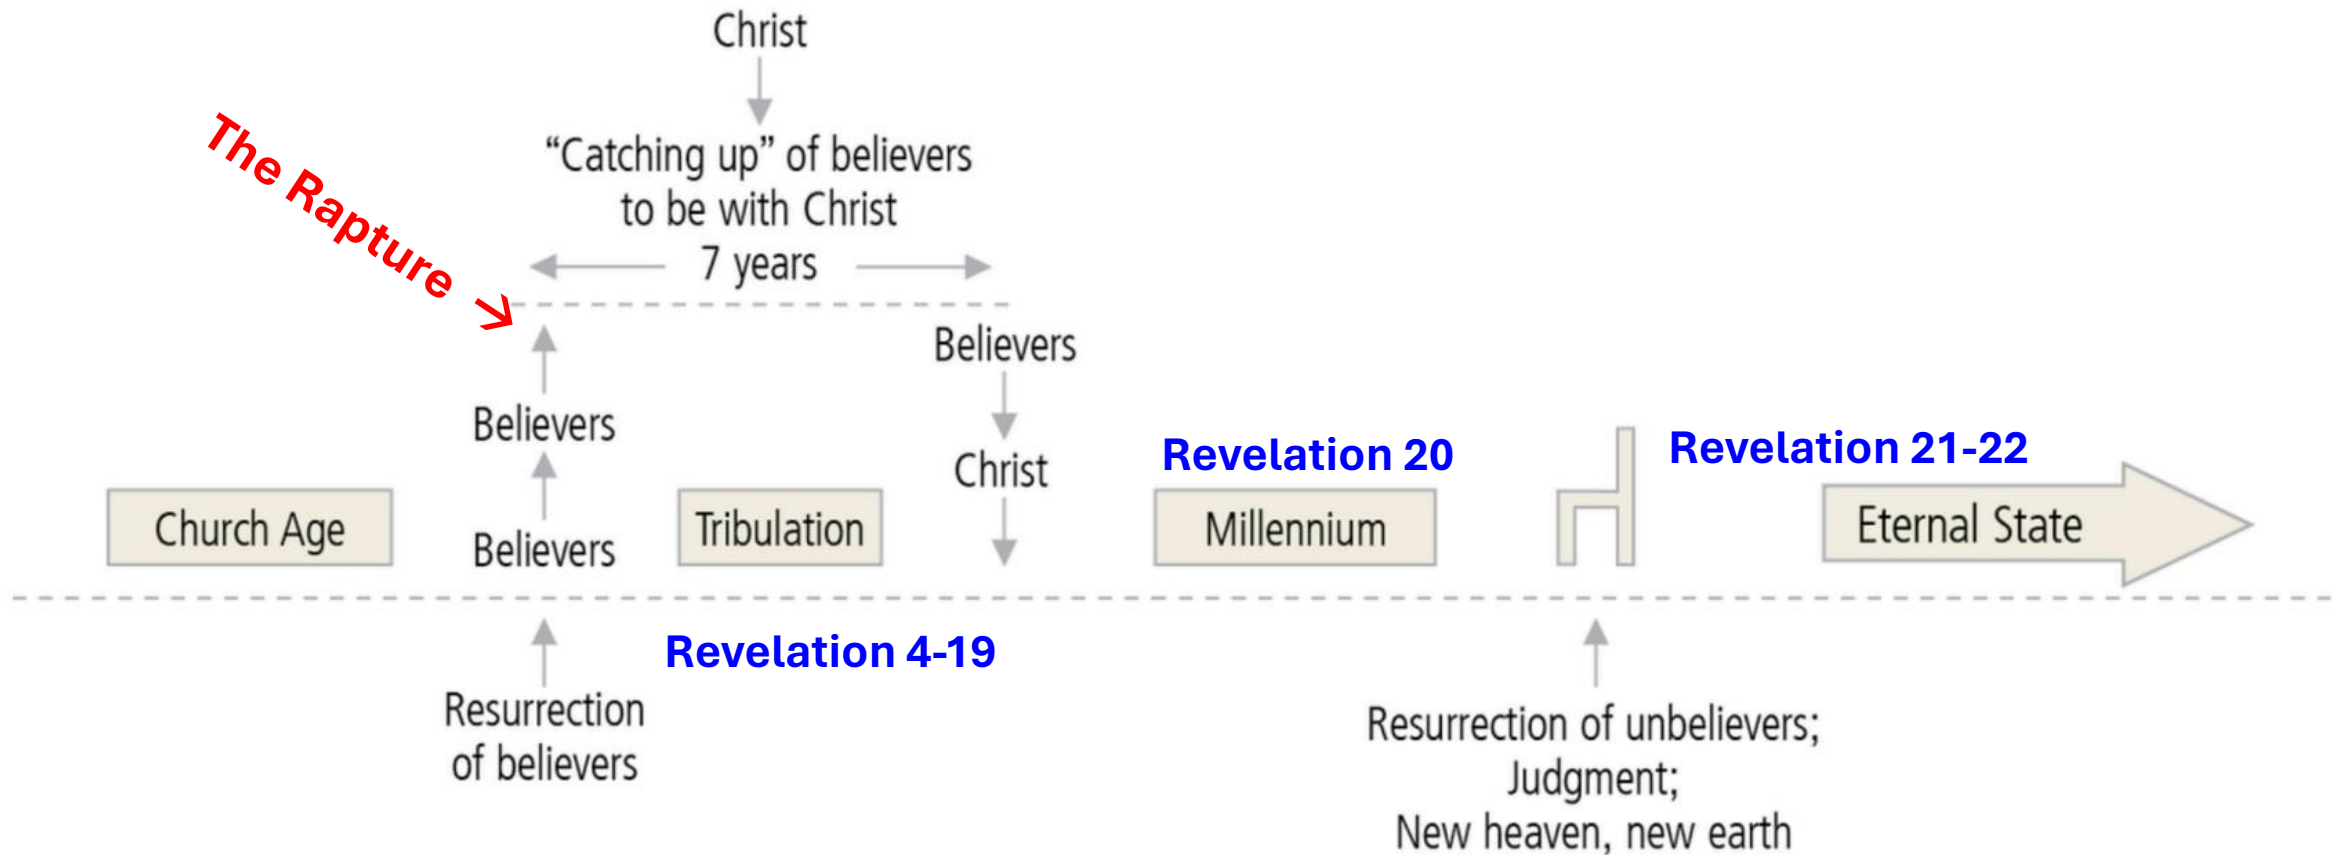 Christ
“Catching up” of believers
to be with Christ
7 years
The Rapture
Believers
Believers
Believers
Christ
Church Age
Tribulation
Revelation 20
Millennium
Revelation 21-22
Eternal State
Resurrection
of believers
Revelation 4-19
Resurrection of unbelievers;
Judgment;
New heaven, new earth